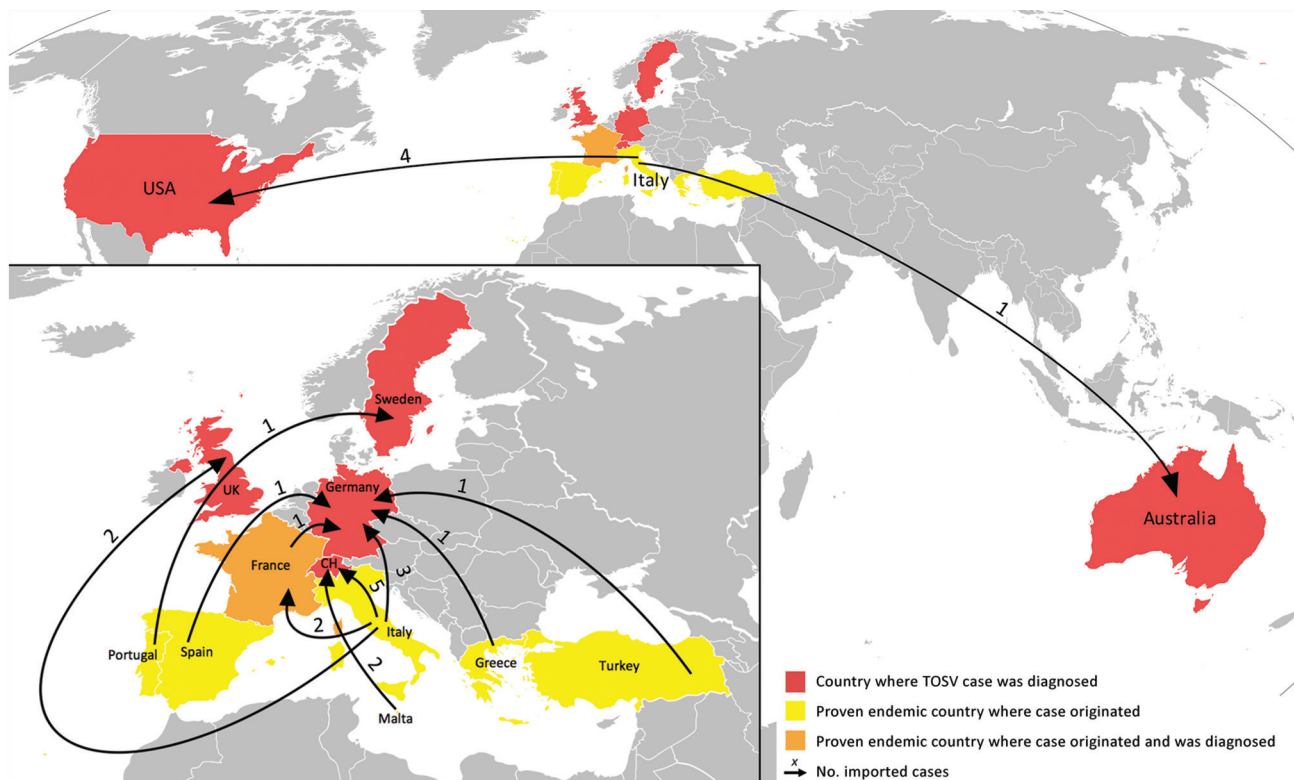 4
USA
Italy
1
Australia
Sweden
1
UK
Germany
1
1
1
1
2
France
CH
5
3
2
2
Italy
Portugal
Spain
Greece
Turkey
Malta
Country where TOSV case was diagnosed
Proven endemic country where case originated
Proven endemic country where case originated and was diagnosed
x
No. imported cases